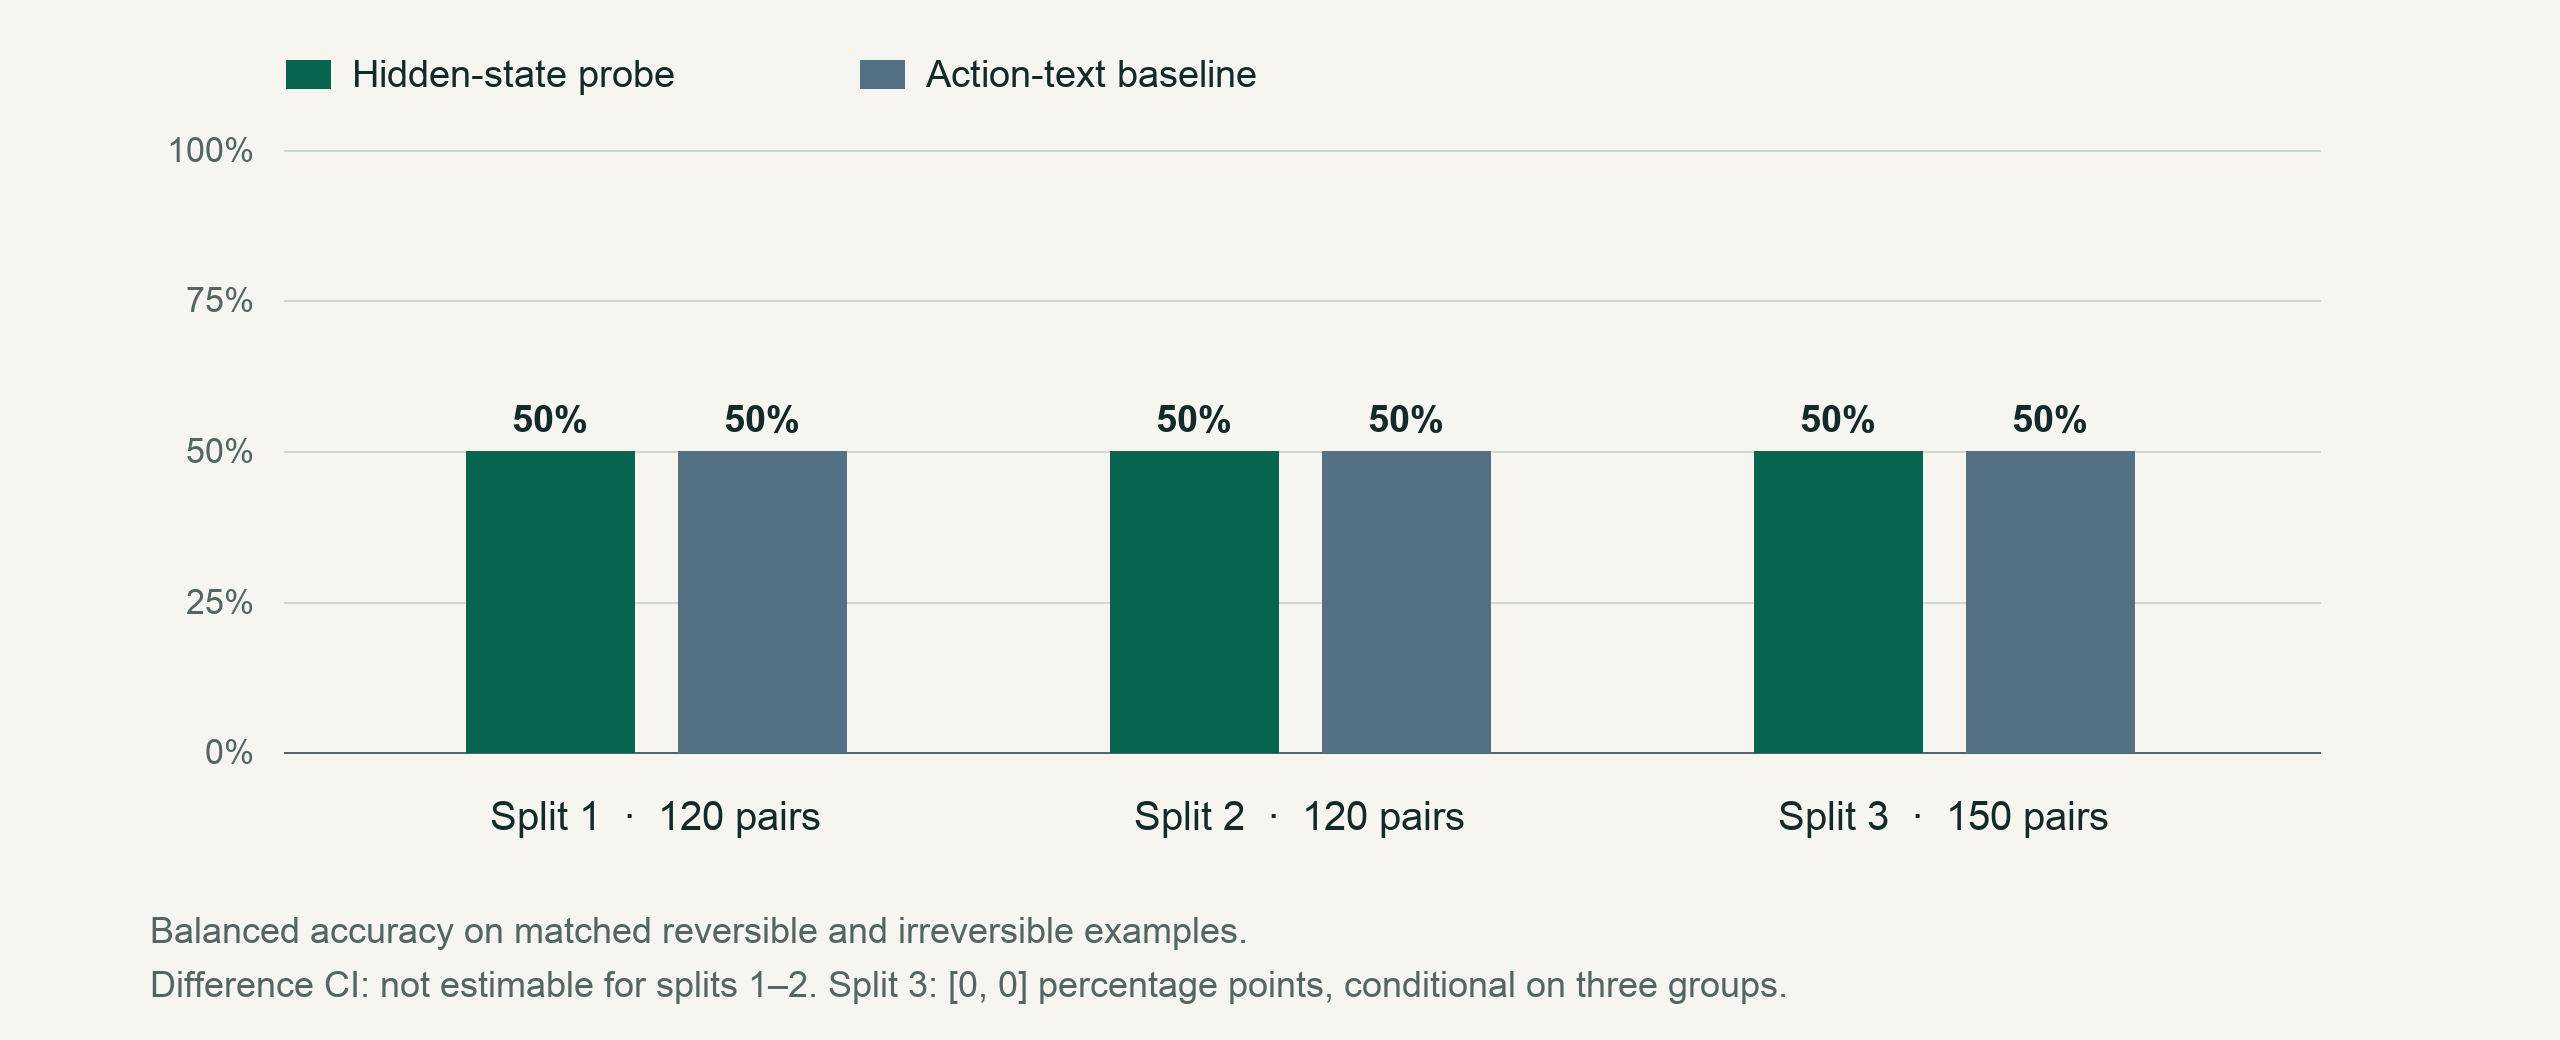 Hidden-state probe Action-text baseline
100%
75%
50% 50% 50% 50% 50% 50%
50%
25%
0%
Split 1 · 120 pairs Split 2 · 120 pairs Split 3 · 150 pairs
Balanced accuracy on matched reversible and irreversible examples.
Difference CI: not estimable for splits 1–2. Split 3: [0, 0] percentage points, conditional on three groups.